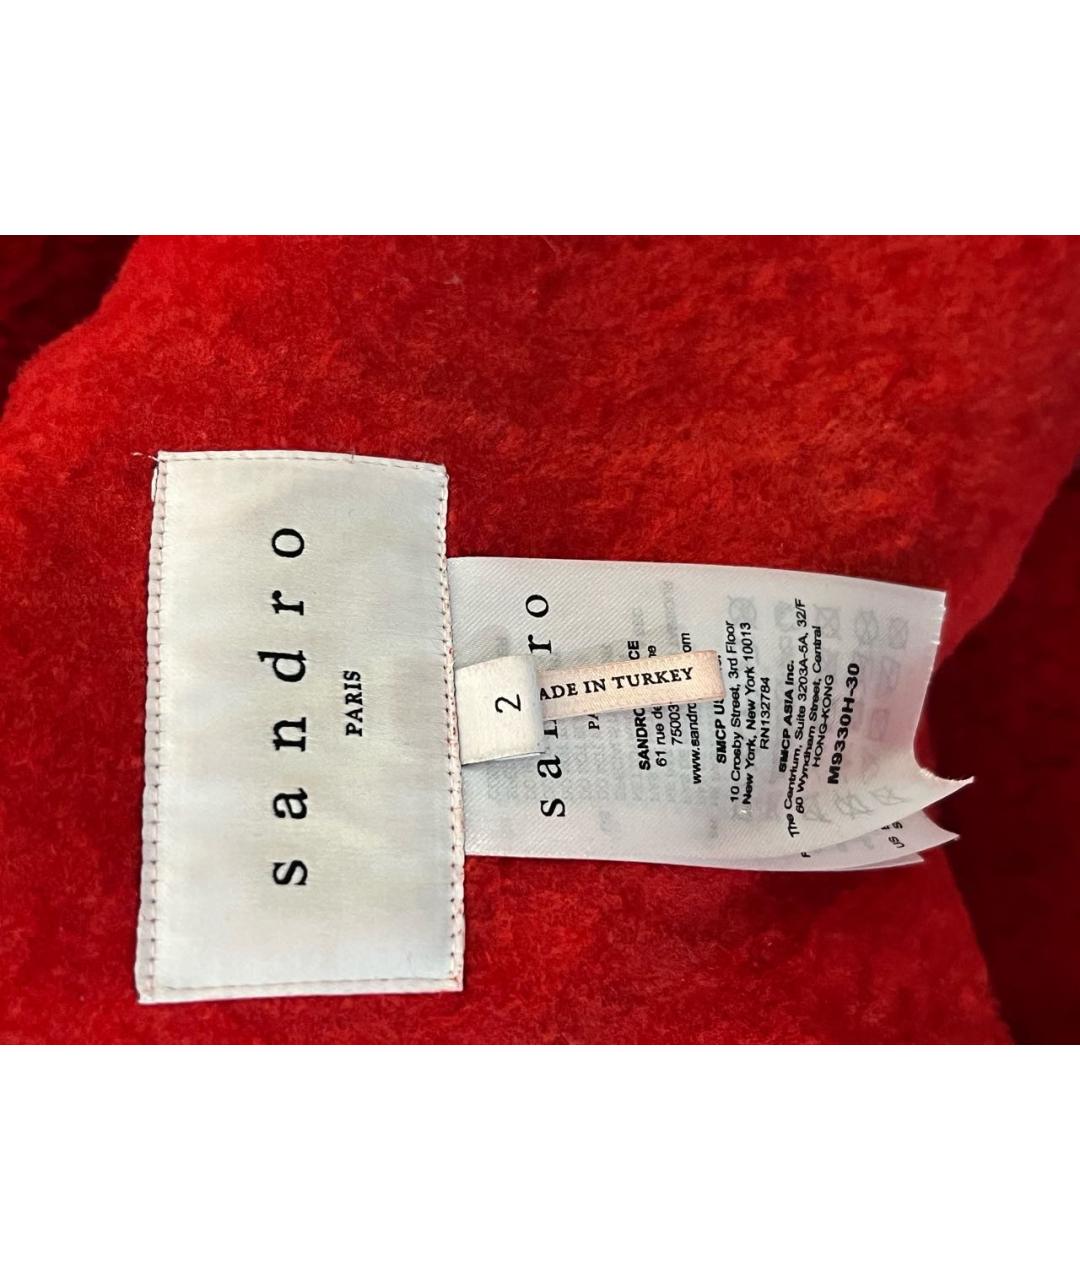 sandro
PARIS
2
ADE IN TURKEY
SANDRO
61 rue de
75003
www.sandro
SMCP
10 Crosby Street, 3rd Floor
New York, New York 10013
RN132784
SMCP ASIA Inc.
The Centrium, Suite 3203A-5A, 32/F
60 Wyndham Street, Central
HONG-KONG
M9330H-30
US